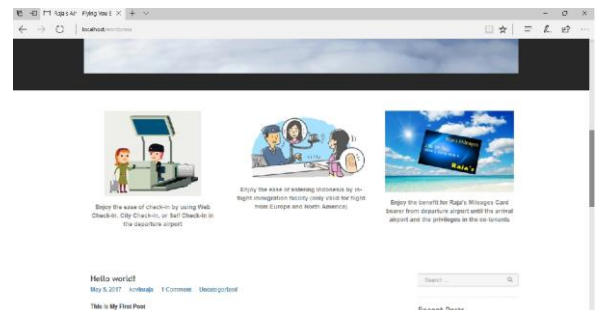 Raja's Air Flying You E
localhost/wordpress
Raja's
Enjoy the ease of check-in by using Web
Check-in, City Check-in, or Self Check-in in
the departure airport
Enjoy the ease of entering Indonesia by in-
flight immigration facility (only valid for flight
from Europe and North America)
Enjoy the benefit for Raja's Mileages Card
bearer from departure airport until the arrival
airport and the privileges in the co-tenants
Hello world!
May 5, 2017 kevinraja 1 Comment Uncategorized
This is My First Post
Search ...
Recent Posts